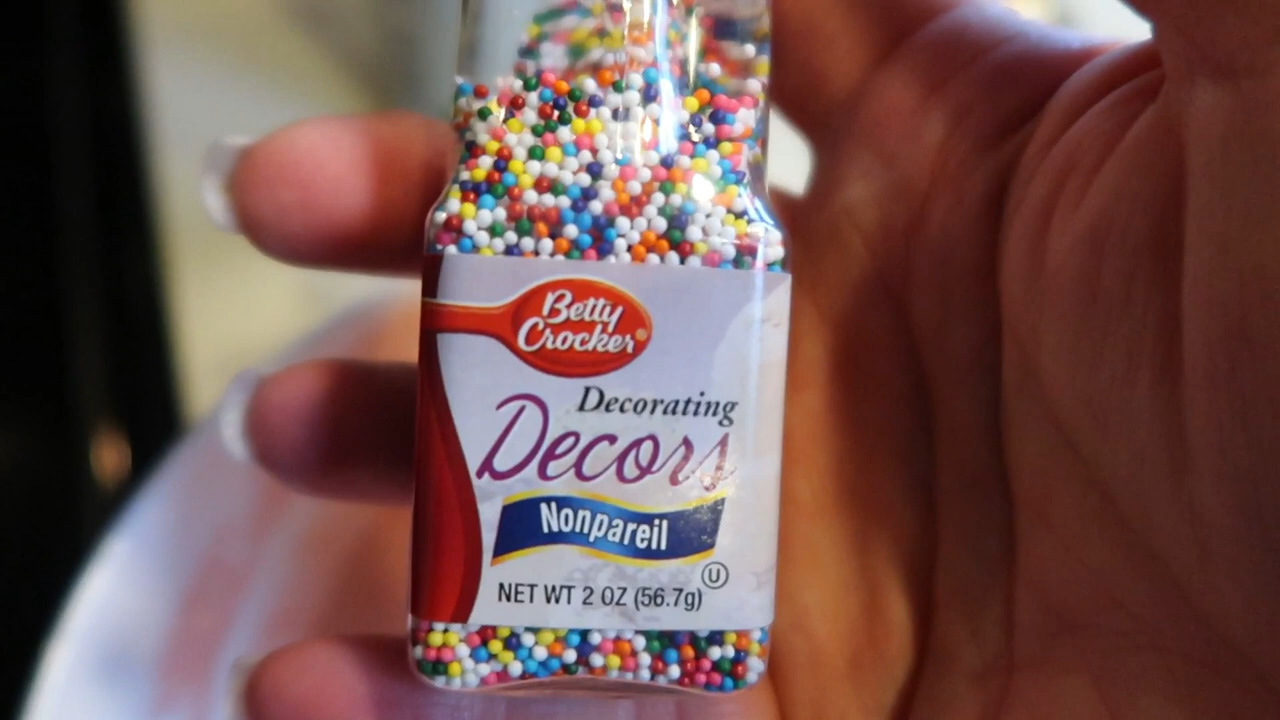 Betty
Crocker®
Decorating
Decors
Nonpareil
U
NET WT 2 OZ (56.7g)